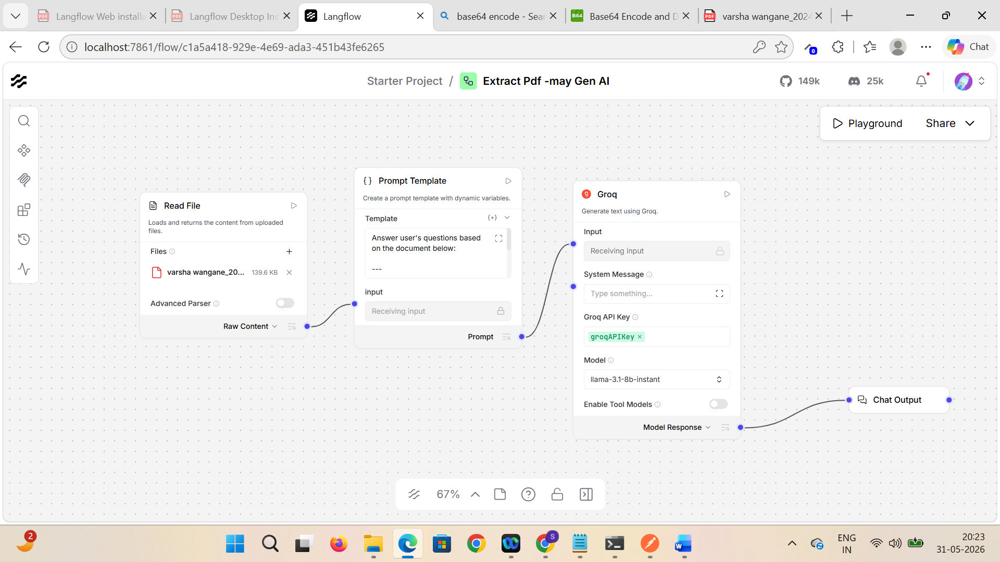 Langflow Web installa
Langflow Desktop Ins
Langflow
base64 encode - Sear
Base64 Encode and D
varsha wangane_2024
localhost:7861/flow/c1a5a418-929e-4e69-ada3-451b43fe6265
0
Chat
Starter Project / Extract Pdf -may Gen AI
149k
25k
Playground
Share
Read File
Loads and returns the content from uploaded
files.
Files
varsha wangane_20... 139.6 KB
Advanced Parser
Raw Content
{} Prompt Template
Create a prompt template with dynamic variables.
Template
{+}
Answer user's questions based
on the document below:
---
input
Receiving input
Prompt
Groq
Generate text using Groq.
Input
Receiving input
System Message
Type something...
Groq API Key
groqAPIKey ×
Model
llama-3.1-8b-instant
Enable Tool Models
Model Response
Chat Output
67%
2
S
ENG
IN
20:23
31-05-2026